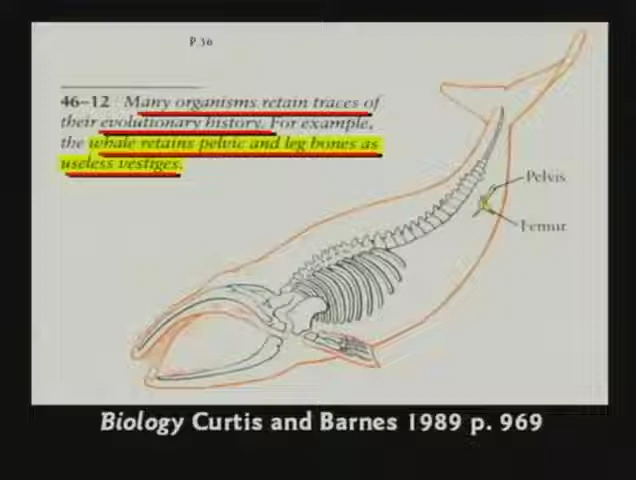 P.36
46–12 Many organisms retain traces of
their evolutionary history. For example,
the whale retains pelvic and leg bones as
useless vestiges.
Pelvis
Femur
Biology Curtis and Barnes 1989 p. 969